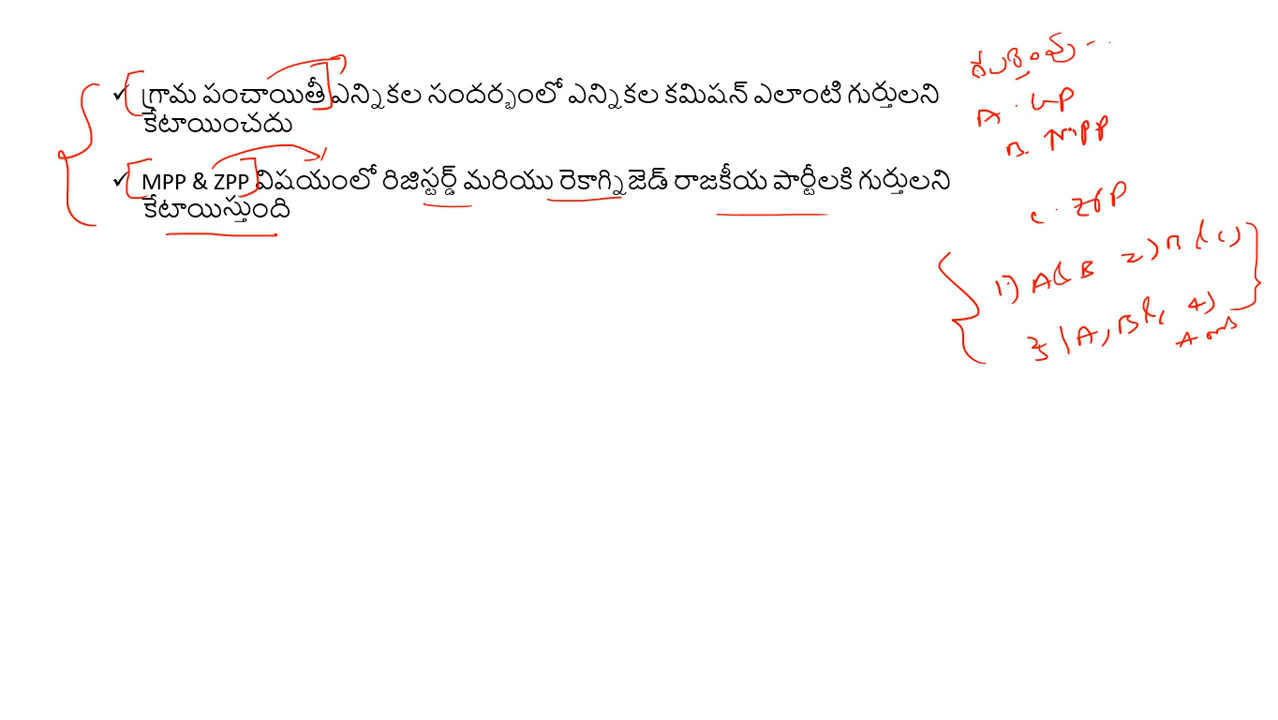 ✓ గ్రామ పంచాయితీ ఎన్నికల సందర్భంలో ఎన్నికల కమిషన్ ఎలాంటి గుర్తులని
కేటాయించదు
✓ MPP & ZPP విషయంలో రిజిస్టర్డ్ మరియు రెకాగ్నిజెడ్ రాజకీయ పార్టీలకి గుర్తులని
కేటాయిస్తుంది
A. GP
B. MPP
C. ZPP
1) A & B 2) B & C
3) A, B & C 4)